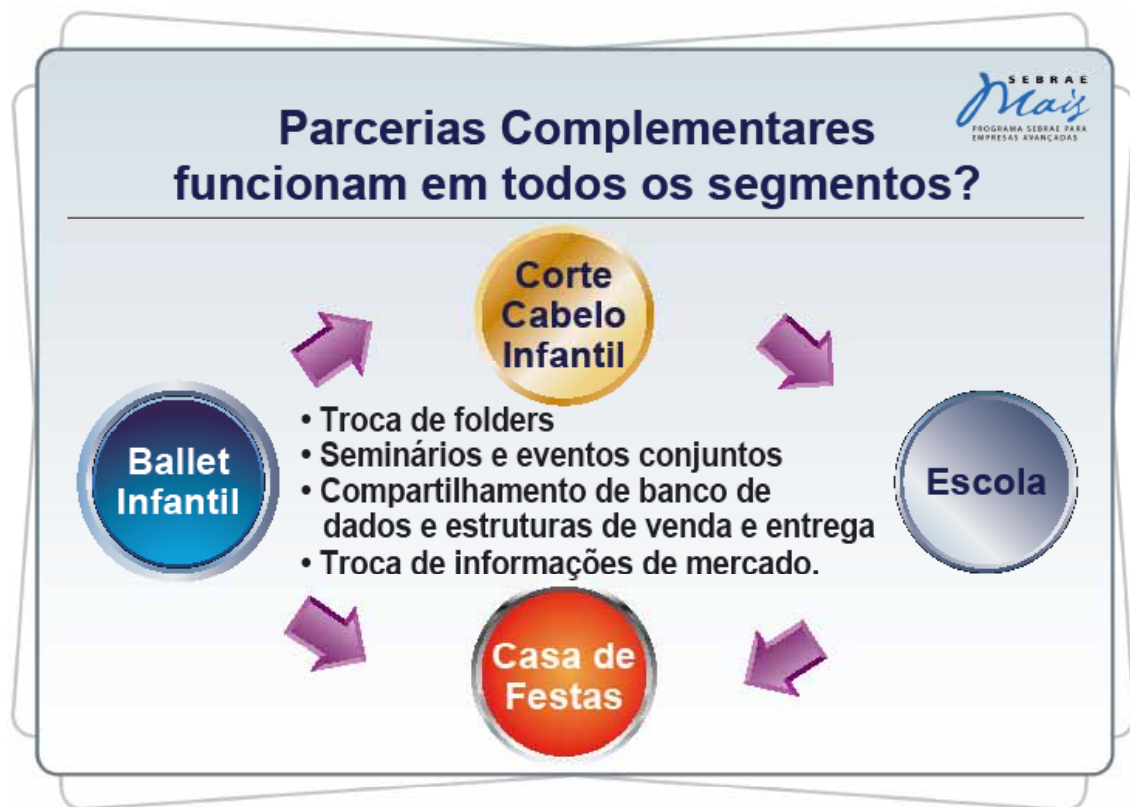 SEBRAE
Mais
PROGRAMA SEBRAE PARA
EMPRESAS AVANÇADAS
Parcerias Complementares
funcionam em todos os segmentos?
Corte
Cabelo
Infantil
Ballet
Infantil
• Troca de folders
• Seminários e eventos conjuntos
• Compartilhamento de banco de
dados e estruturas de venda e entrega
• Troca de informações de mercado.
Escola
Casa de
Festas